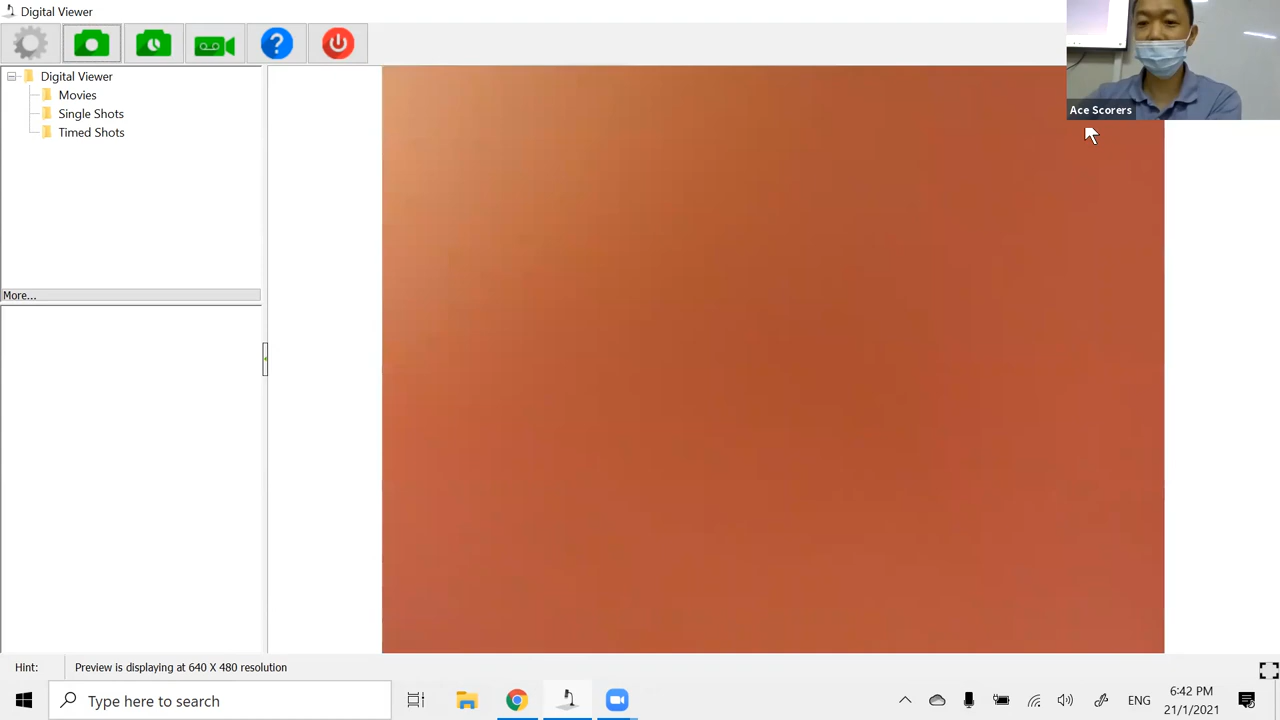 Digital Viewer
Ace Scorers
Digital Viewer
Movies
Single Shots
Timed Shots
More...
Hint:
Preview is displaying at 640 X 480 resolution
Type here to search
ENG
6:42 PM
21/1/2021